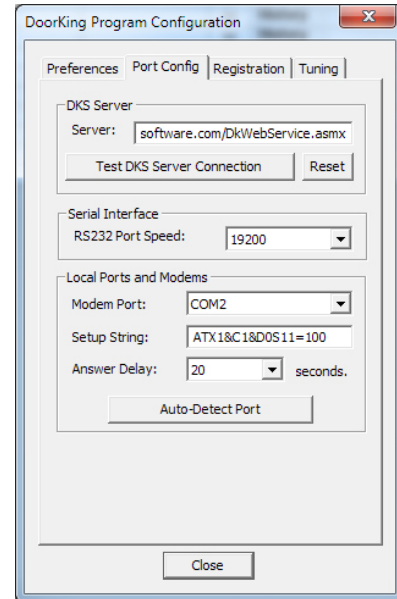 DoorKing Program Configuration
Preferences Port Config Registration Tuning
DKS Server
Server: software.com/DkWebService.asmx
Test DKS Server Connection Reset
Serial Interface
RS232 Port Speed: 19200
Local Ports and Modems
Modem Port: COM2
Setup String: ATX1&C1&D0S11=100
Answer Delay: 20 seconds.
Auto-Detect Port
Close